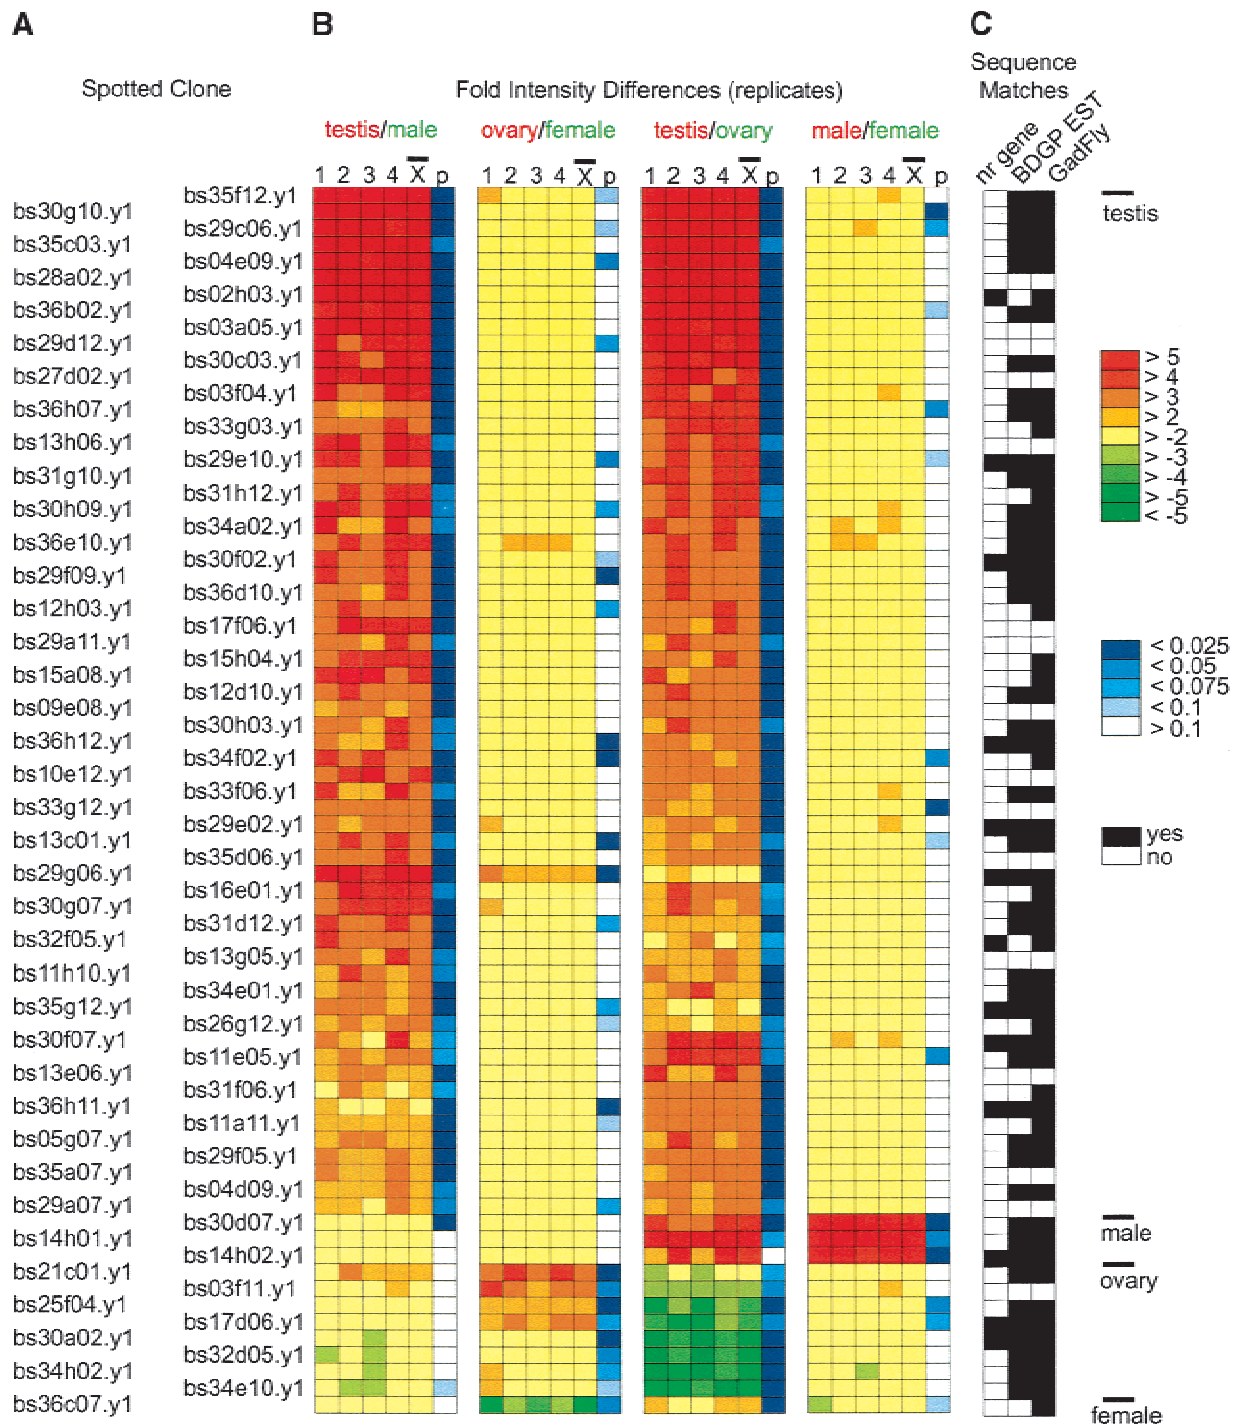 A B C
Spotted Clone
Fold Intensity Differences (replicates)
Sequence
Matches
testis/male ovary/female testis/ovary male/female
nr gene
BDGP EST
GadFly
1 2 3 4 X p 1 2 3 4 X p 1 2 3 4 X p 1 2 3 4 X p
bs35f12.y1
bs30g10.y1
bs29c06.y1
bs35c03.y1
bs04e09.y1
bs28a02.y1
bs02h03.y1
bs36b02.y1
bs03a05.y1
bs29d12.y1
bs30c03.y1
bs27d02.y1
bs03f04.y1
bs36h07.y1
bs33g03.y1
bs13h06.y1
bs29e10.y1
bs31g10.y1
bs31h12.y1
bs30h09.y1
bs34a02.y1
bs36e10.y1
bs30f02.y1
bs29f09.y1
bs36d10.y1
bs12h03.y1
bs17f06.y1
bs29a11.y1
bs15h04.y1
bs15a08.y1
bs12d10.y1
bs09e08.y1
bs30h03.y1
bs36h12.y1
bs34f02.y1
bs10e12.y1
bs33f06.y1
bs33g12.y1
bs29e02.y1
bs13c01.y1
bs35d06.y1
bs29g06.y1
bs16e01.y1
bs30g07.y1
bs31d12.y1
bs32f05.y1
bs13g05.y1
bs11h10.y1
bs34e01.y1
bs35g12.y1
bs26g12.y1
bs30f07.y1
bs11e05.y1
bs13e06.y1
bs31f06.y1
bs36h11.y1
bs11a11.y1
bs05g07.y1
bs29f05.y1
bs35a07.y1
bs04d09.y1
bs29a07.y1
bs30d07.y1
bs14h01.y1
bs14h02.y1
bs21c01.y1
bs03f11.y1
bs25f04.y1
bs17d06.y1
bs30a02.y1
bs32d05.y1
bs34h02.y1
bs34e10.y1
bs36c07.y1
testis
> 5
> 4
> 3
> 2
> -2
> -3
> -4
> -5
< -5
< 0.025
< 0.05
< 0.075
< 0.1
> 0.1
yes
no
male
ovary
female